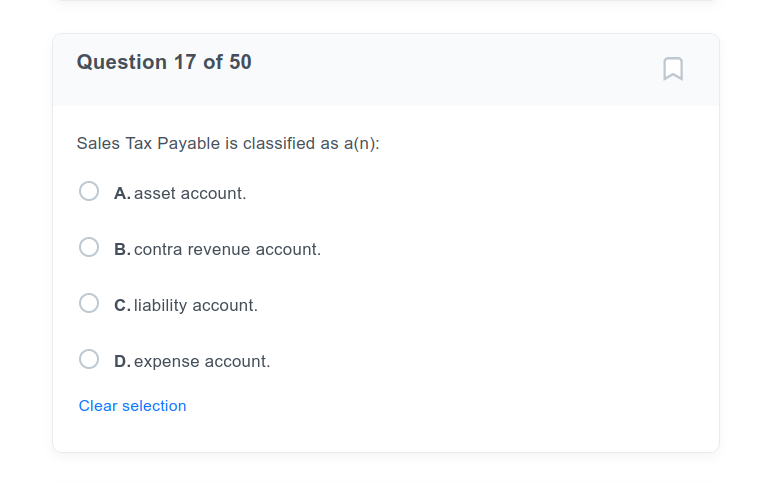 Question 17 of 50
Sales Tax Payable is classified as a(n):
A. asset account.
B. contra revenue account.
C. liability account.
D. expense account.
Clear selection